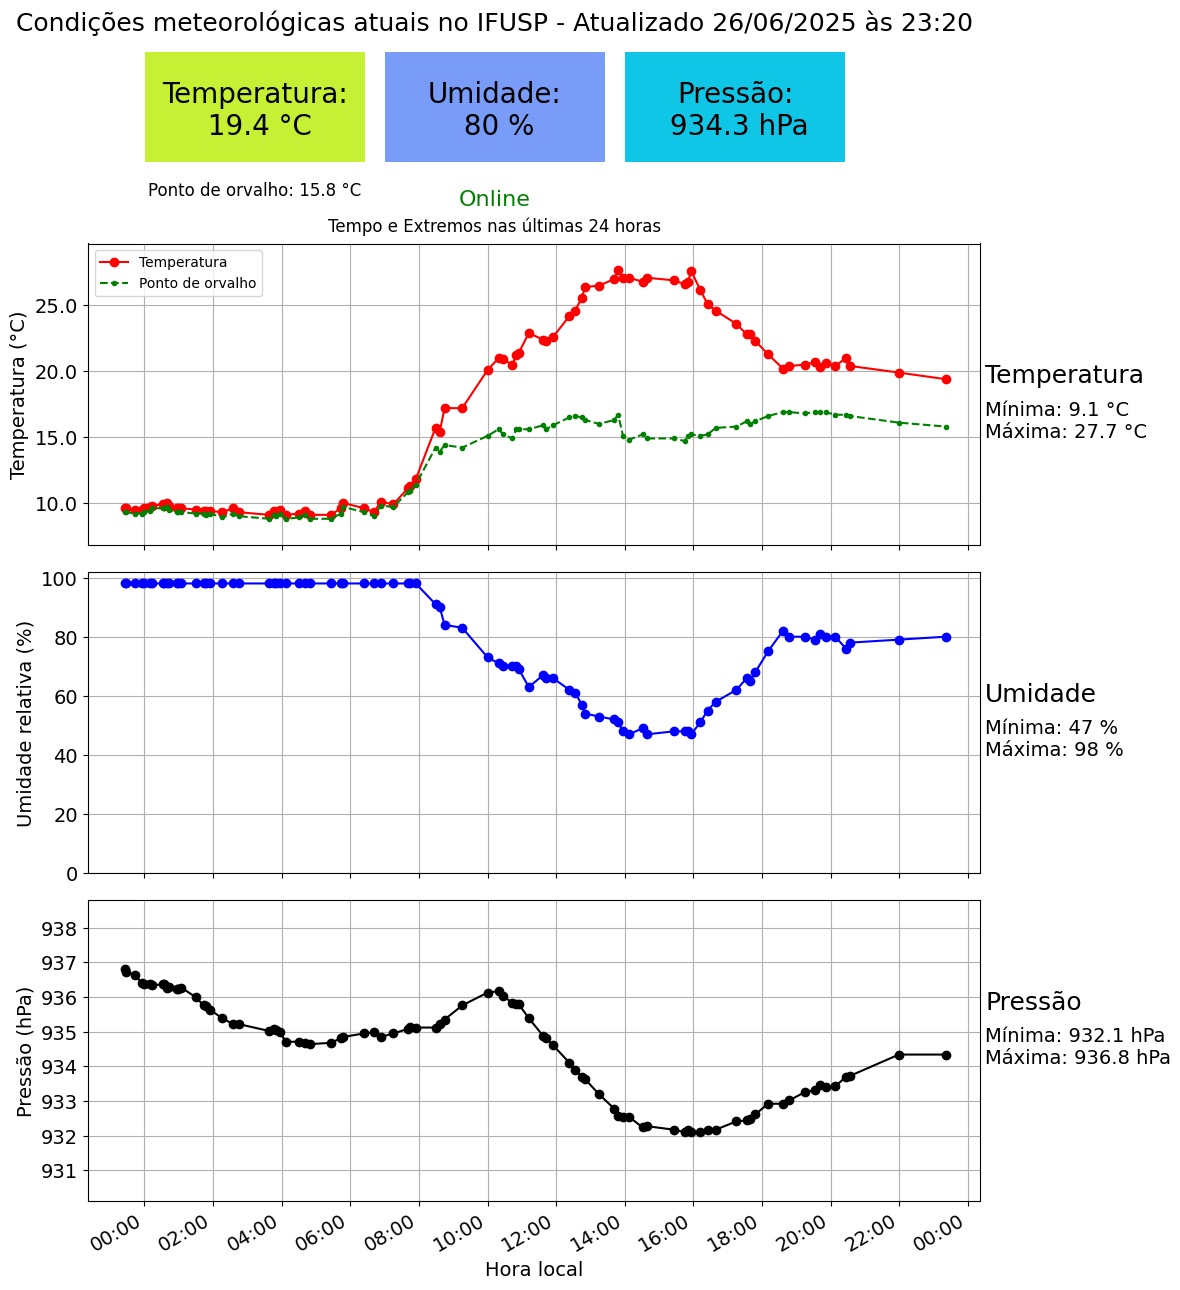 Condições meteorológicas atuais no IFUSP - Atualizado 26/06/2025 às 23:20
Temperatura:
19.4 °C
Umidade:
80 %
Pressão:
934.3 hPa
Ponto de orvalho: 15.8 °C
Online
Tempo e Extremos nas últimas 24 horas
Temperatura
Ponto de orvalho
Temperatura (°C)
25.0
20.0
15.0
10.0
Temperatura
Mínima: 9.1 °C
Máxima: 27.7 °C
Umidade relativa (%)
100
80
60
40
20
0
Umidade
Mínima: 47 %
Máxima: 98 %
Pressão (hPa)
938
937
936
935
934
933
932
931
Pressão
Mínima: 932.1 hPa
Máxima: 936.8 hPa
00:00 02:00 04:00 06:00 08:00 10:00 12:00 14:00 16:00 18:00 20:00 22:00 00:00
Hora local